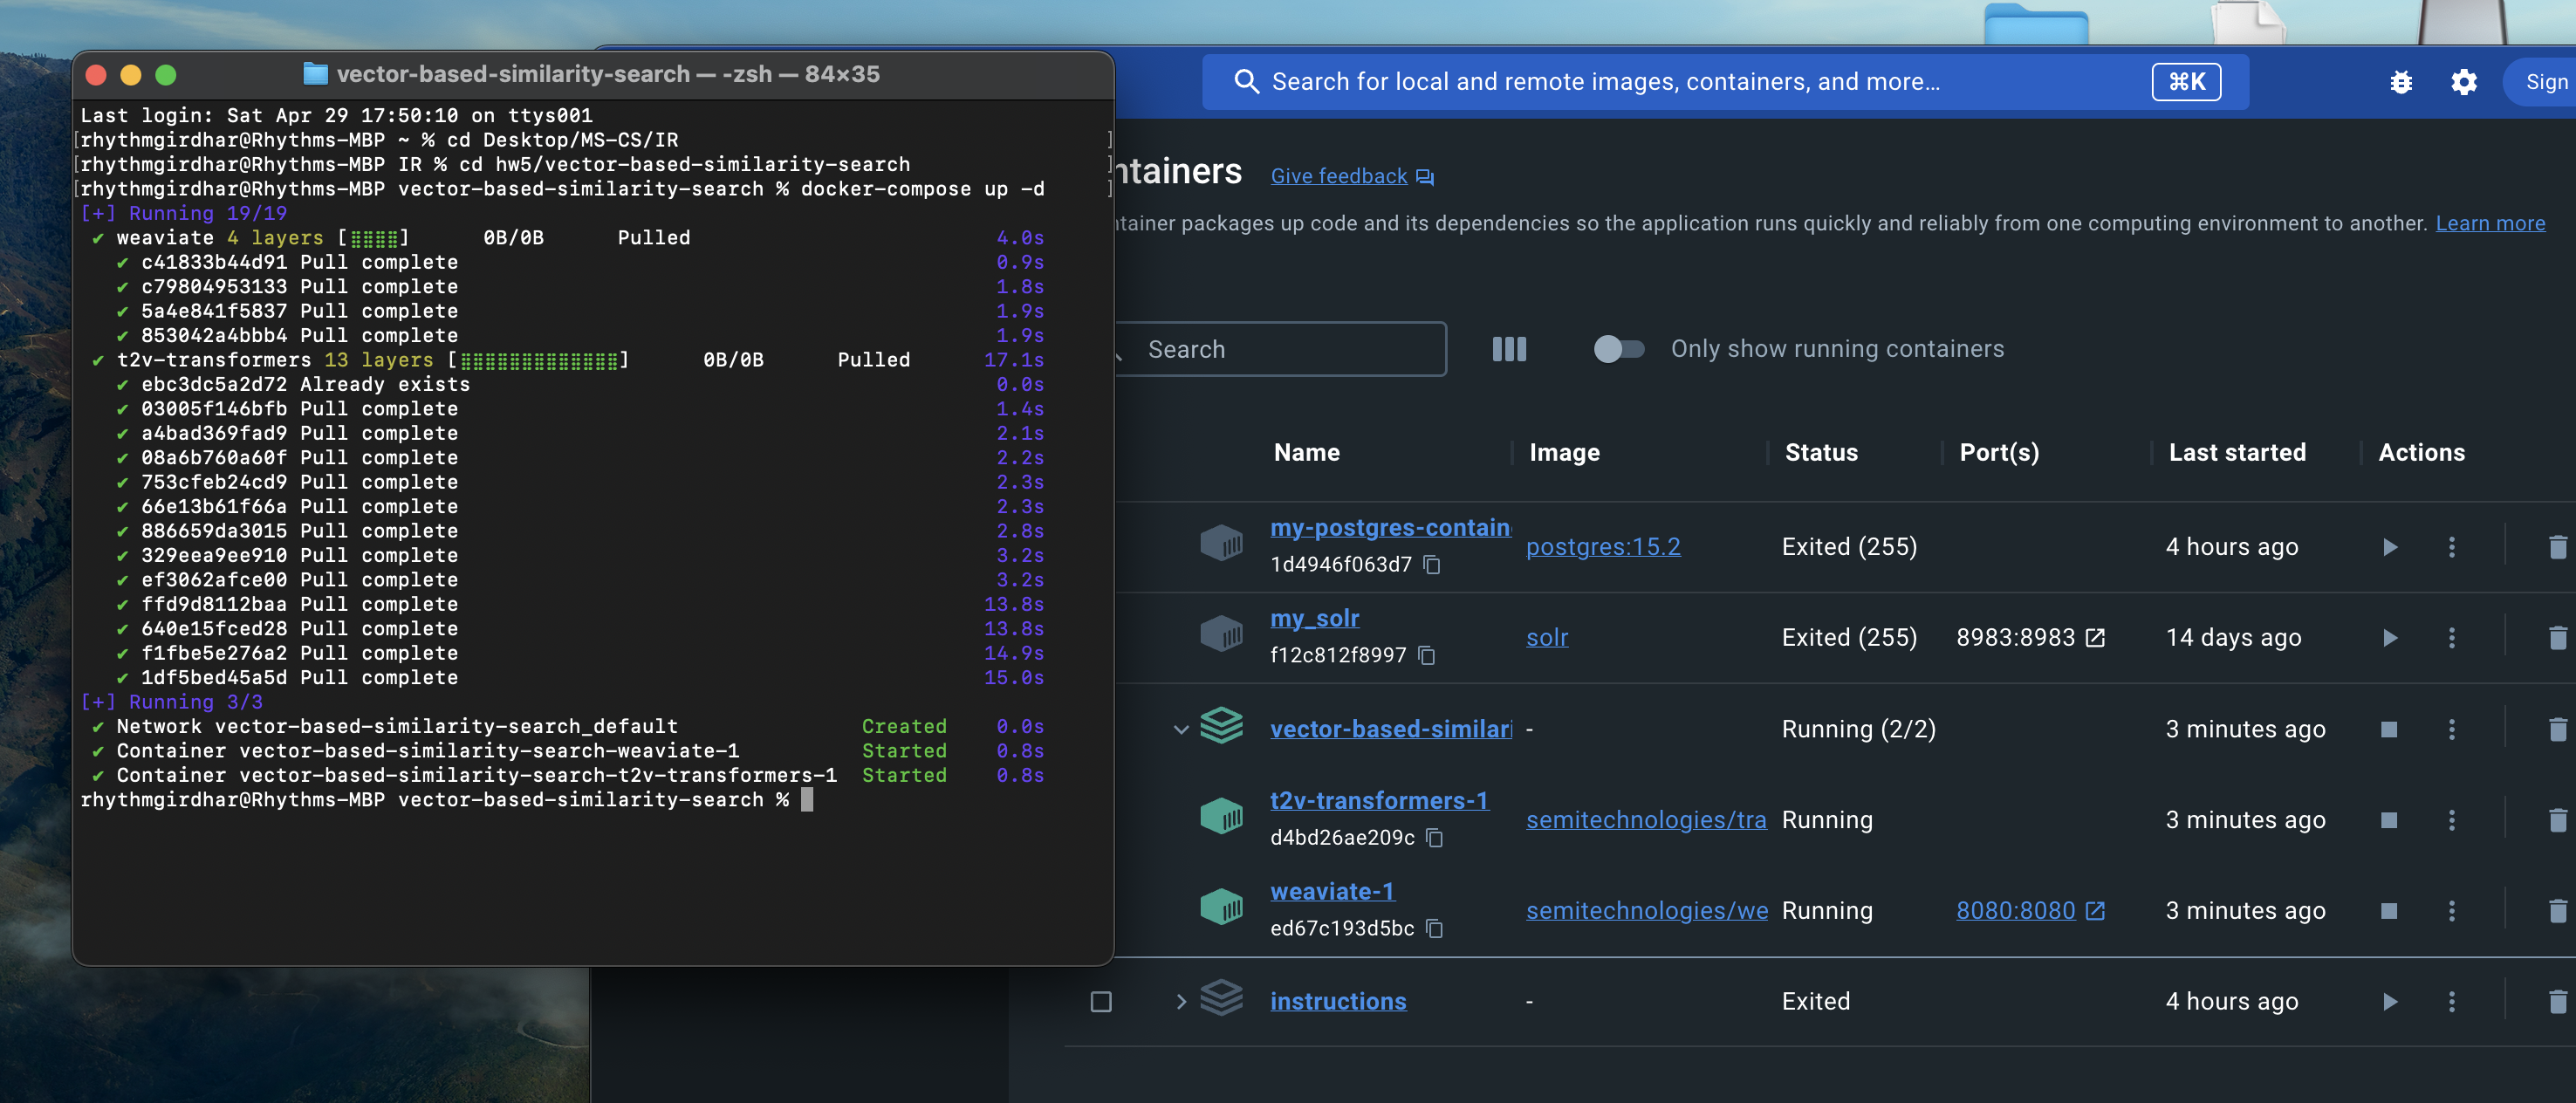 vector-based-similarity-search — -zsh — 84×35
Last login: Sat Apr 29 17:50:10 on ttys001
[rhythmgirdhar@Rhythms-MBP ~ % cd Desktop/MS-CS/IR ]
[rhythmgirdhar@Rhythms-MBP IR % cd hw5/vector-based-similarity-search ]
[rhythmgirdhar@Rhythms-MBP vector-based-similarity-search % docker-compose up -d ]
[+] Running 19/19
✔ weaviate 4 layers [⣿⣿⣿⣿] 0B/0B Pulled 4.0s
✔ c41833b44d91 Pull complete 0.9s
✔ c79804953133 Pull complete 1.8s
✔ 5a4e841f5837 Pull complete 1.9s
✔ 853042a4bbb4 Pull complete 1.9s
✔ t2v-transformers 13 layers [⣿⣿⣿⣿⣿⣿⣿⣿⣿⣿⣿⣿⣿] 0B/0B Pulled 17.1s
✔ ebc3dc5a2d72 Already exists 0.0s
✔ 03005f146bfb Pull complete 1.4s
✔ a4bad369fad9 Pull complete 2.1s
✔ 08a6b760a60f Pull complete 2.2s
✔ 753cfeb24cd9 Pull complete 2.3s
✔ 66e13b61f66a Pull complete 2.3s
✔ 886659da3015 Pull complete 2.8s
✔ 329eea9ee910 Pull complete 3.2s
✔ ef3062afce00 Pull complete 3.2s
✔ ffd9d8112baa Pull complete 13.8s
✔ 640e15fced28 Pull complete 13.8s
✔ f1fbe5e276a2 Pull complete 14.9s
✔ 1df5bed45a5d Pull complete 15.0s
[+] Running 3/3
✔ Network vector-based-similarity-search_default Created 0.0s
✔ Container vector-based-similarity-search-weaviate-1 Started 0.8s
✔ Container vector-based-similarity-search-t2v-transformers-1 Started 0.8s
rhythmgirdhar@Rhythms-MBP vector-based-similarity-search %
Search for local and remote images, containers, and more... ⌘K Sign
ntainers Give feedback
ntainer packages up code and its dependencies so the application runs quickly and reliably from one computing environment to another. Learn more
Search Only show running containers
Name Image Status Port(s) Last started Actions
my-postgres-contain postgres:15.2 Exited (255) 4 hours ago
1d4946f063d7
my_solr solr Exited (255) 8983:8983 14 days ago
f12c812f8997
vector-based-similari - Running (2/2) 3 minutes ago
t2v-transformers-1 semitechnologies/tra Running 3 minutes ago
d4bd26ae209c
weaviate-1 semitechnologies/we Running 8080:8080 3 minutes ago
ed67c193d5bc
instructions - Exited 4 hours ago